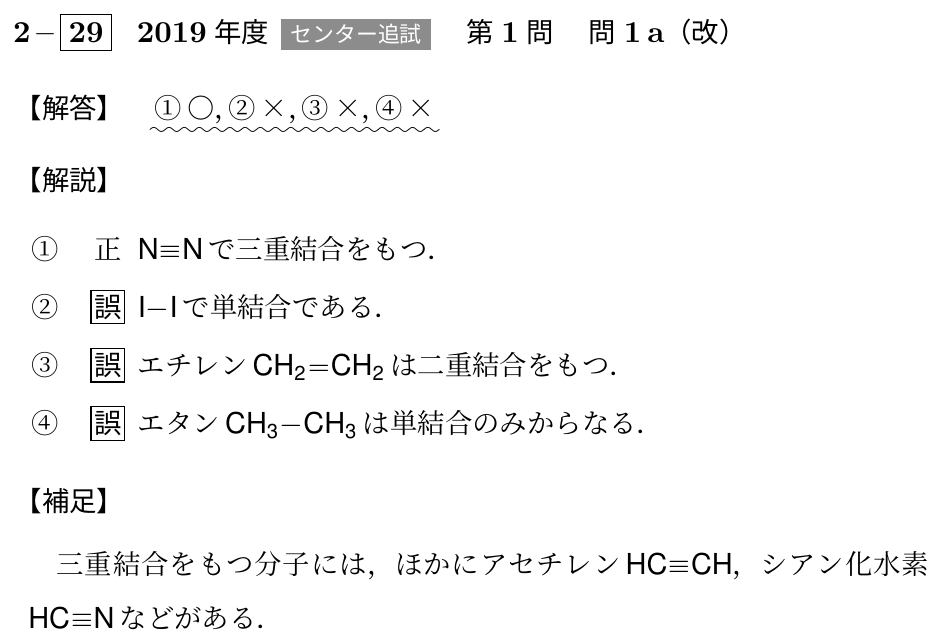 2−29 2019 年度 センター追試 第 1 問 問 1 a（改）
【解答】 ① ○, ② ×, ③ ×, ④ ×
【解説】
① 正 N≡N で三重結合をもつ．
② 誤 I−I で単結合である．
③ 誤 エチレン CH₂=CH₂ は二重結合をもつ．
④ 誤 エタン CH₃−CH₃ は単結合のみからなる．
【補足】
三重結合をもつ分子には，ほかにアセチレン HC≡CH，シアン化水素
HC≡N などがある．